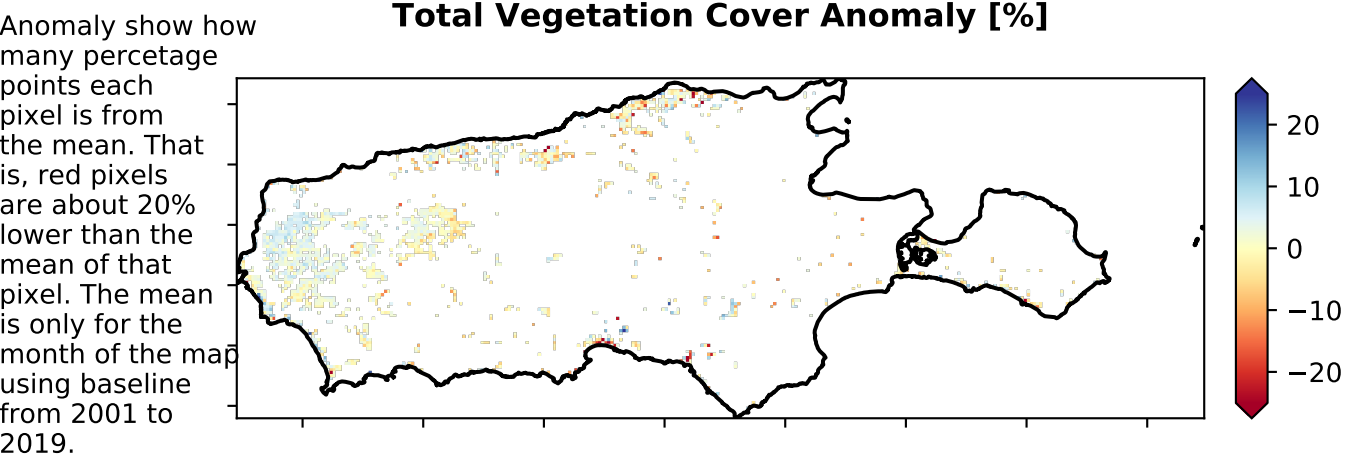 Total Vegetation Cover Anomaly [%]
Anomaly show how
many percetage
points each
pixel is from
the mean. That
is, red pixels
are about 20%
lower than the
mean of that
pixel. The mean
is only for the
month of the map
using baseline
from 2001 to
2019.
20
10
0
−10
−20